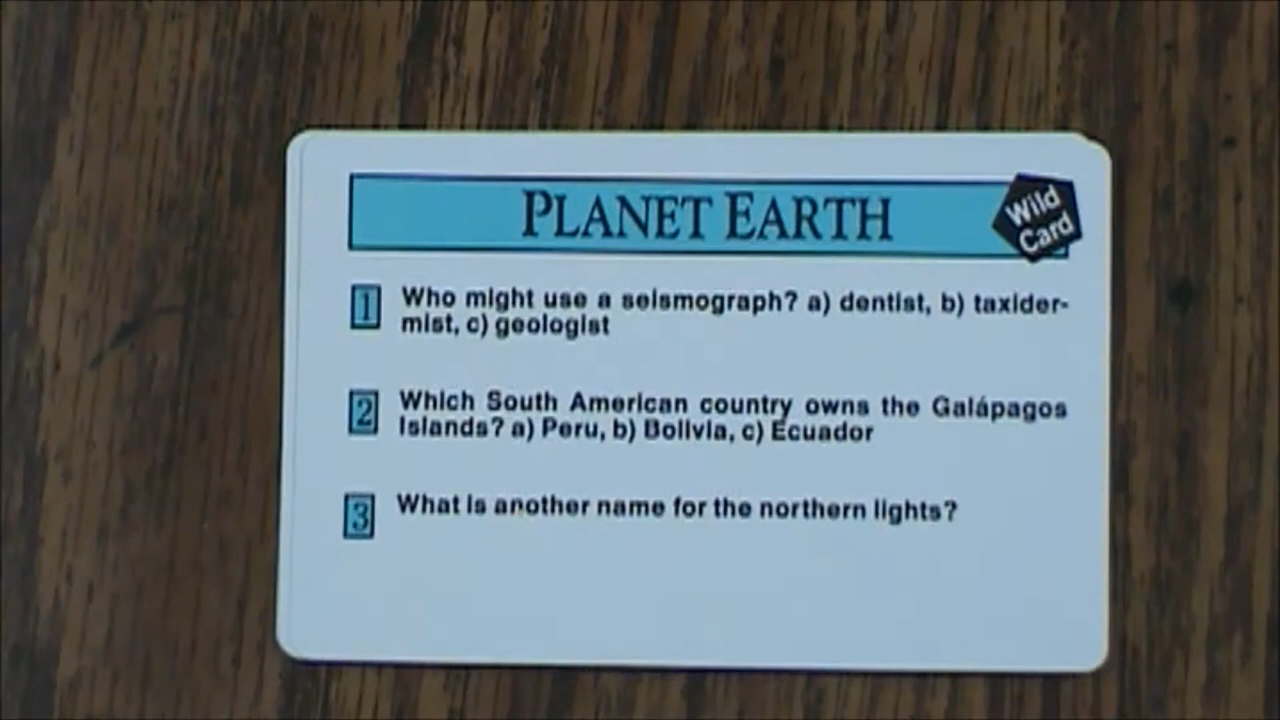 PLANET EARTH
Wild
Card
1 Who might use a seismograph? a) dentist, b) taxider-
mist, c) geologist
2 Which South American country owns the Galápagos
Islands? a) Peru, b) Bolivia, c) Ecuador
3 What is another name for the northern lights?